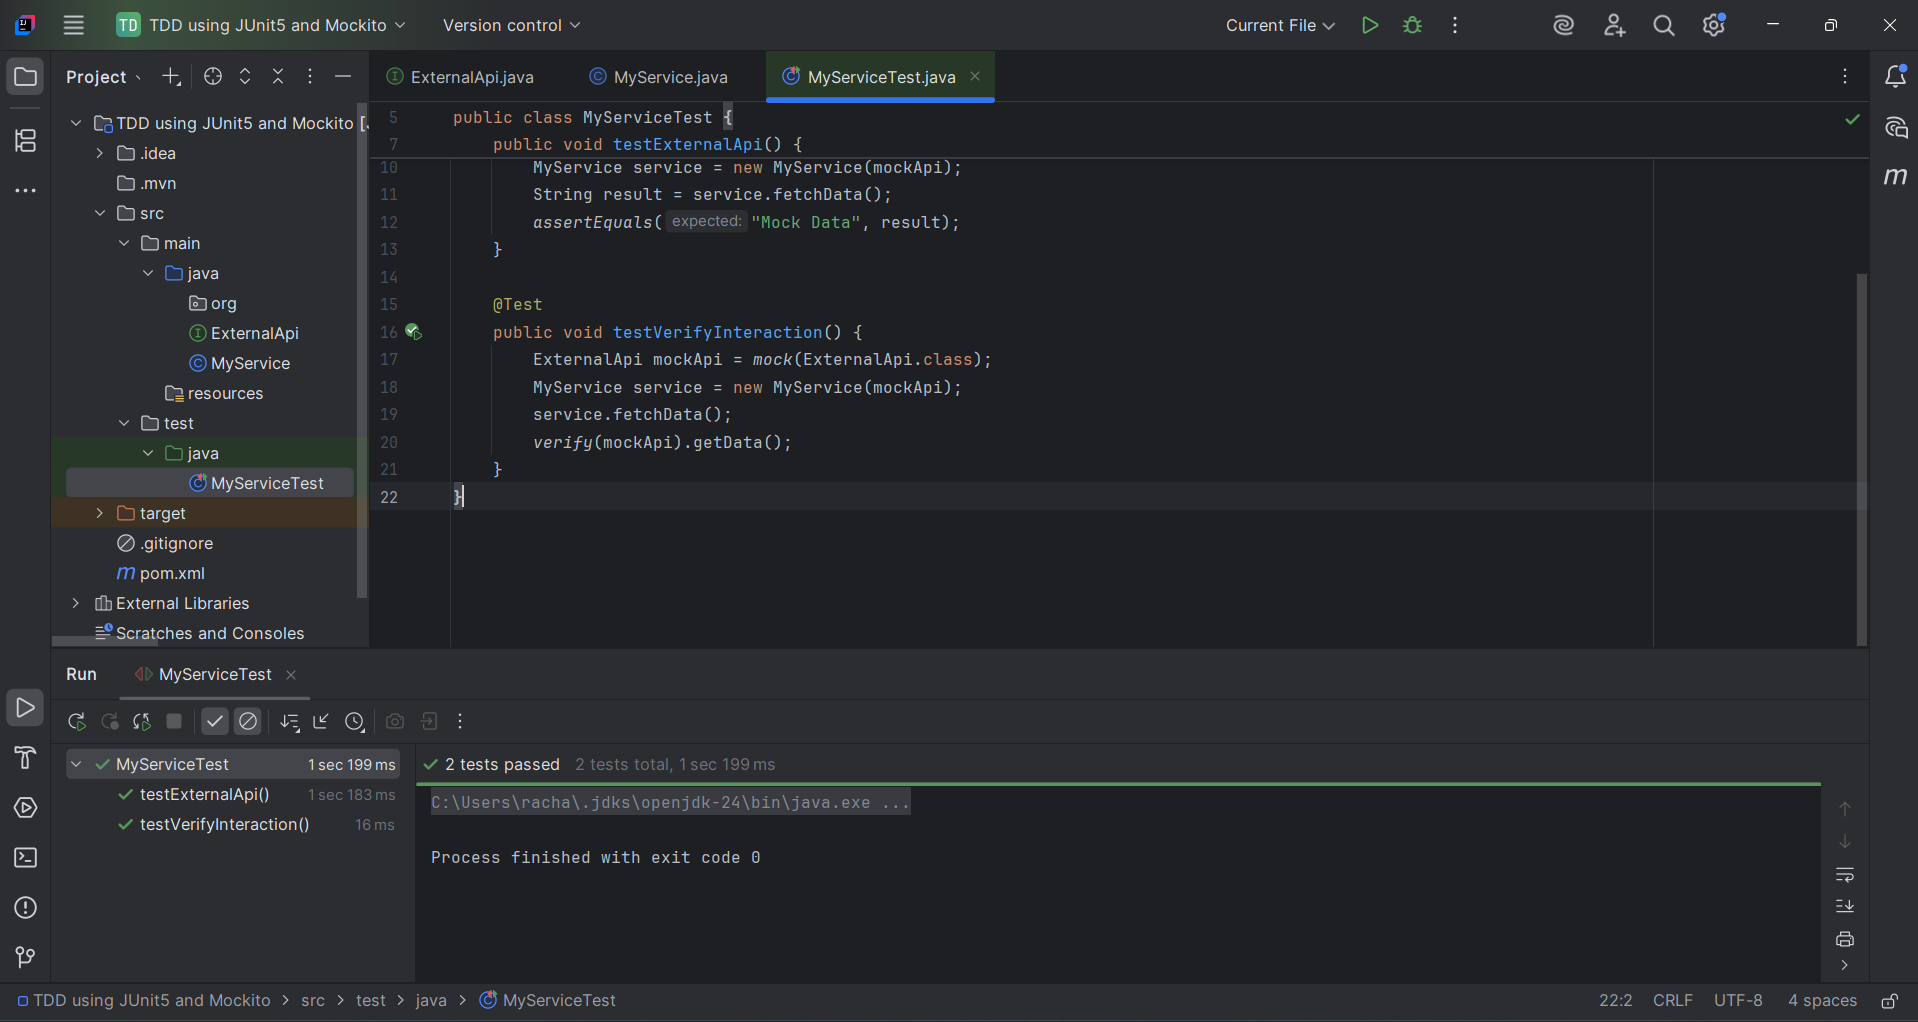 TD TDD using JUnit5 and Mockito Version control Current File
Project
ExternalApi.java MyService.java MyServiceTest.java
TDD using JUnit5 and Mockito [
.idea
.mvn
src
main
java
org
ExternalApi
MyService
resources
test
java
MyServiceTest
target
.gitignore
pom.xml
External Libraries
Scratches and Consoles
5 public class MyServiceTest {
7 public void testExternalApi() {
10 MyService service = new MyService(mockApi);
11 String result = service.fetchData();
12 assertEquals( expected: "Mock Data", result);
13 }
14
15 @Test
16 public void testVerifyInteraction() {
17 ExternalApi mockApi = mock(ExternalApi.class);
18 MyService service = new MyService(mockApi);
19 service.fetchData();
20 verify(mockApi).getData();
21 }
22 }
Run MyServiceTest
MyServiceTest 1 sec 199 ms
testExternalApi() 1 sec 183 ms
testVerifyInteraction() 16 ms
2 tests passed 2 tests total, 1 sec 199 ms
C:\Users\racha\.jdks\openjdk-24\bin\java.exe ...
Process finished with exit code 0
TDD using JUnit5 and Mockito > src > test > java > MyServiceTest 22:2 CRLF UTF-8 4 spaces